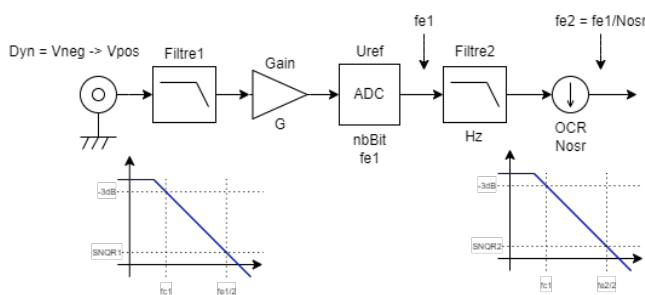 fe1
fe2 = fe1/Nosr
Dyn = Vneg -> Vpos
Filtre1
Gain
Uref
Filtre2
ADC
G
nbBit
fe1
Hz
OCR
Nosr
-3dB
SNQR1
fc1
fe1/2
-3dB
SNQR2
fc1
fe2/2